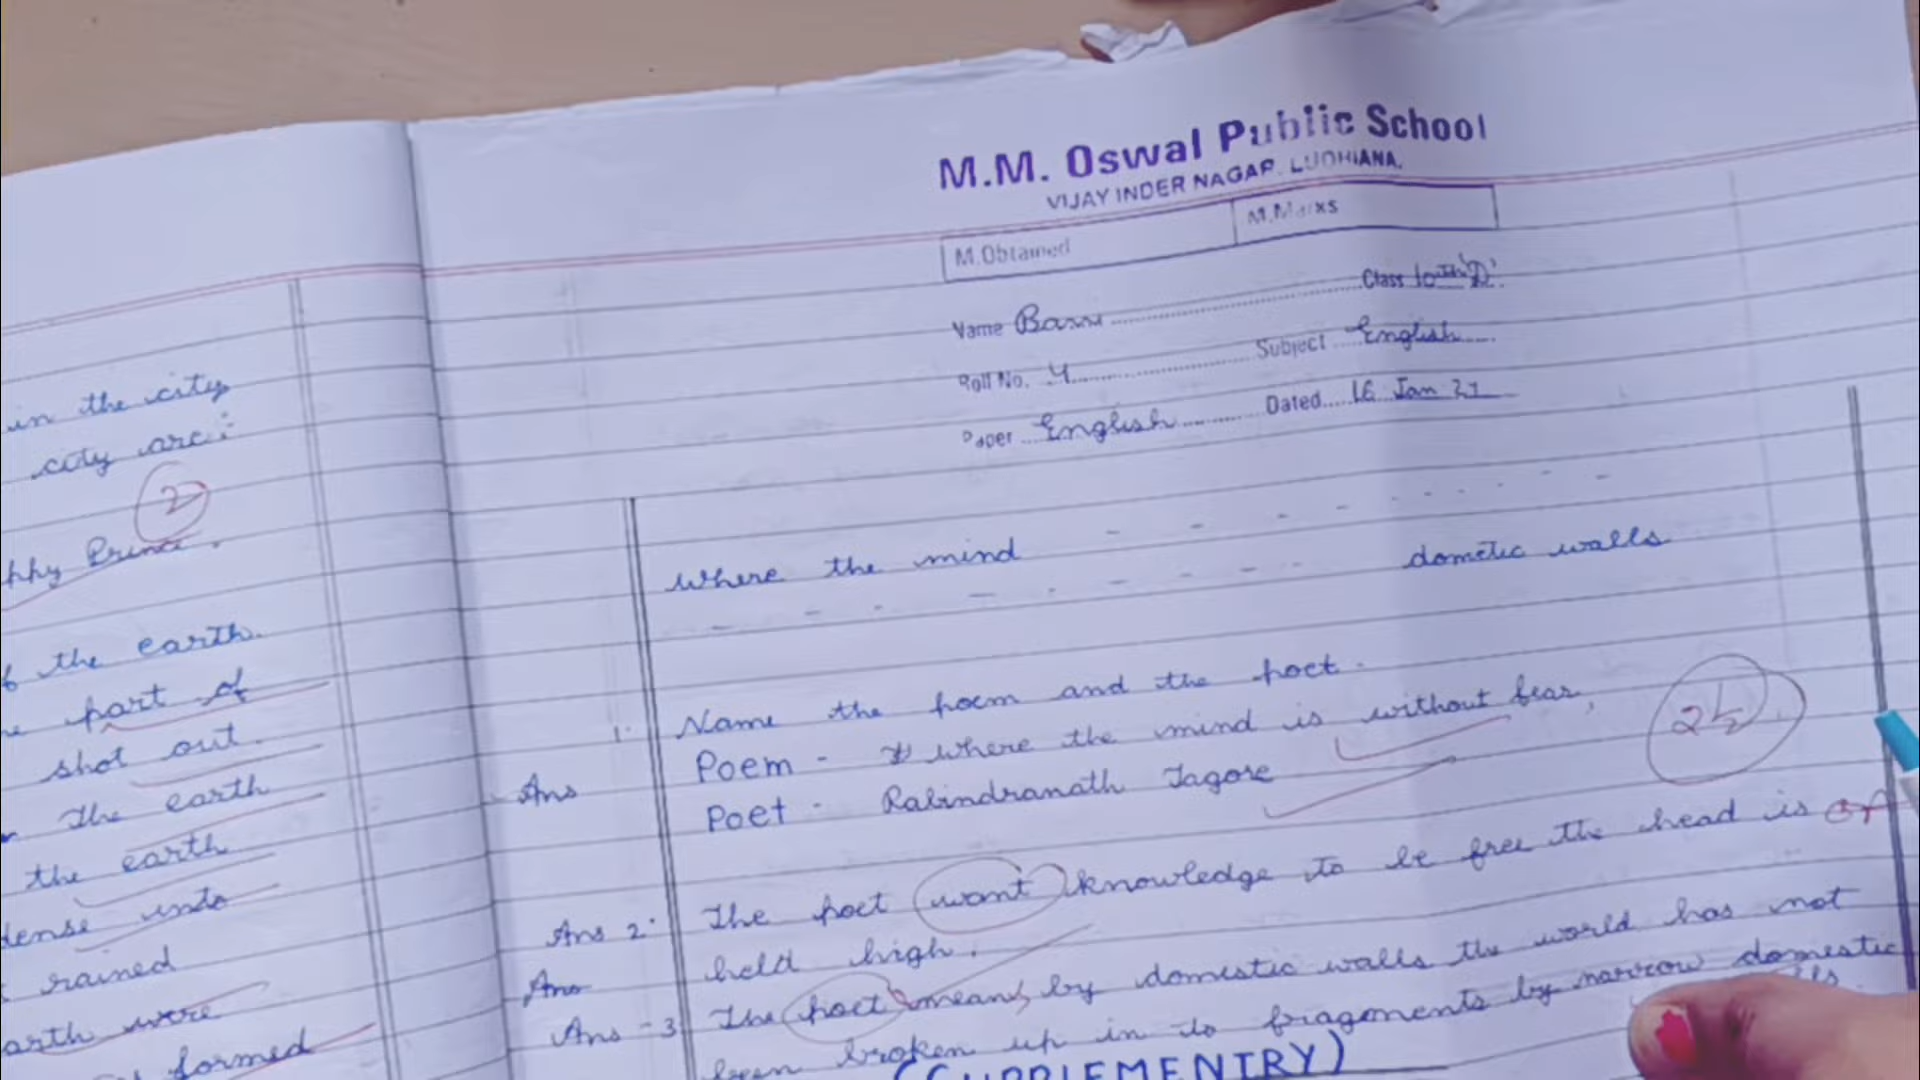 in the city
city are:
2
ppy Prince.
the earth.
part of
shot out.
The earth
the earth
dense into
rained
earth were
formed
M.M. Oswal Public School
VIJAY INDER NAGAR, LUDHIANA.
M.Obtained M.Marks
Name Class 10th 'D'
Roll No. 4 Subject English
Paper English Dated 16 Jan 21
where the mind
dometic walls
1. Name the poem and the poet.
Ans Poem - where the mind is without fear,
Poet - Rabindranath Tagore
2½
Ans 2. The poet want knowledge to be free the head is
held high.
Ans
Ans - 3 The poet means by domestic walls the world has not
been broken up in to fragoments by narrow domestic
walls.
(SUPPLEMENTRY)